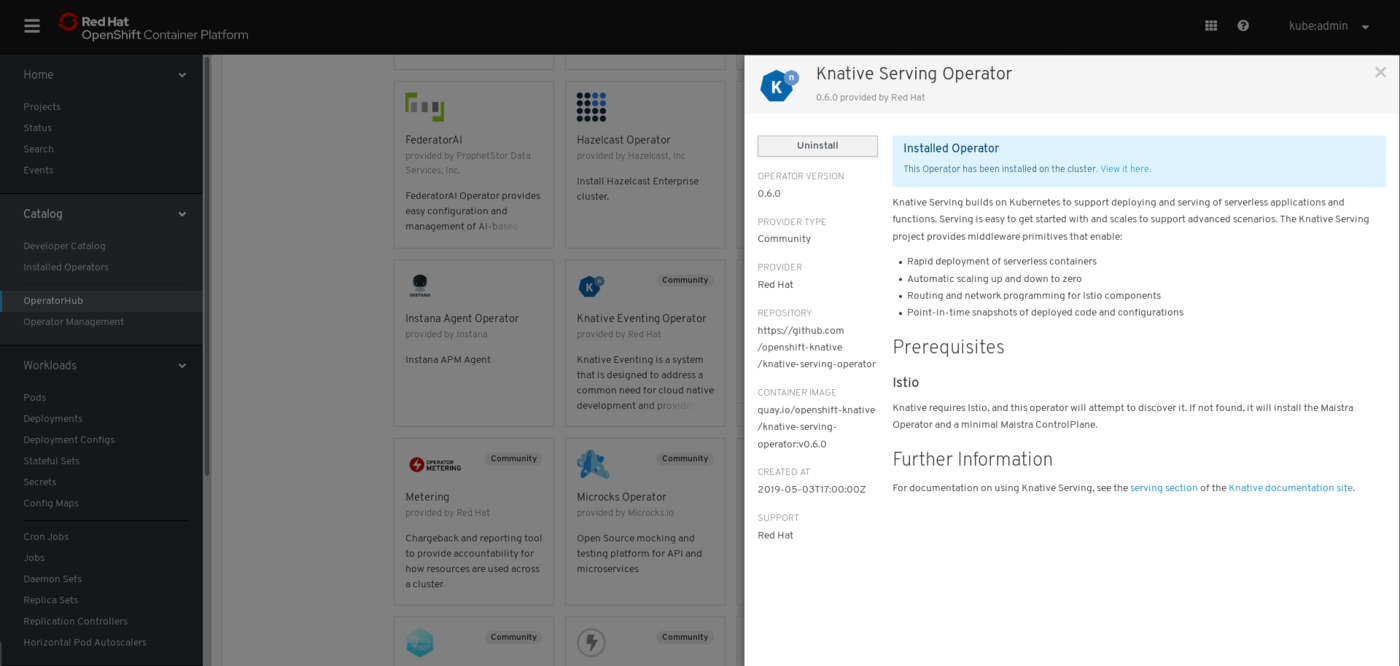 Red Hat
OpenShift Container Platform
kube:admin
Home
Projects
Status
Search
Events
Catalog
Developer Catalog
Installed Operators
OperatorHub
Operator Management
Workloads
Pods
Deployments
Deployment Configs
Stateful Sets
Secrets
Config Maps
Cron Jobs
Jobs
Daemon Sets
Replica Sets
Replication Controllers
Horizontal Pod Autoscalers
FederatorAI
provided by ProphetStor Data
Services, Inc.
FederatorAI Operator provides
easy configuration and
management of AI-based
Hazelcast Operator
provided by Hazelcast, Inc
Install Hazelcast Enterprise
cluster.
INSTANA
Instana Agent Operator
provided by Instana
Instana APM Agent
K n
Community
Knative Eventing Operator
provided by Red Hat
Knative Eventing is a system
that is designed to address a
common need for cloud native
development and provide
OPERATOR
METERING
Community
Metering
provided by Red Hat
Chargeback and reporting tool
to provide accountability for
how resources are used across
a cluster
Community
Microcks Operator
provided by Microcks.io
Open Source mocking and
testing platform for API and
microservices
Community
Community
K n
Knative Serving Operator
0.6.0 provided by Red Hat
Uninstall
OPERATOR VERSION
0.6.0
PROVIDER TYPE
Community
PROVIDER
Red Hat
REPOSITORY
https://github.com
/openshift-knative
/knative-serving-operator
CONTAINER IMAGE
quay.io/openshift-knative
/knative-serving-
operator:v0.6.0
CREATED AT
2019-05-03T17:00:00Z
SUPPORT
Red Hat
Installed Operator
This Operator has been installed on the cluster. View it here.
Knative Serving builds on Kubernetes to support deploying and serving of serverless applications and
functions. Serving is easy to get started with and scales to support advanced scenarios. The Knative Serving
project provides middleware primitives that enable:
• Rapid deployment of serverless containers
• Automatic scaling up and down to zero
• Routing and network programming for Istio components
• Point-in-time snapshots of deployed code and configurations
Prerequisites
Istio
Knative requires Istio, and this operator will attempt to discover it. If not found, it will install the Maistra
Operator and a minimal Maistra ControlPlane.
Further Information
For documentation on using Knative Serving, see the serving section of the Knative documentation site.